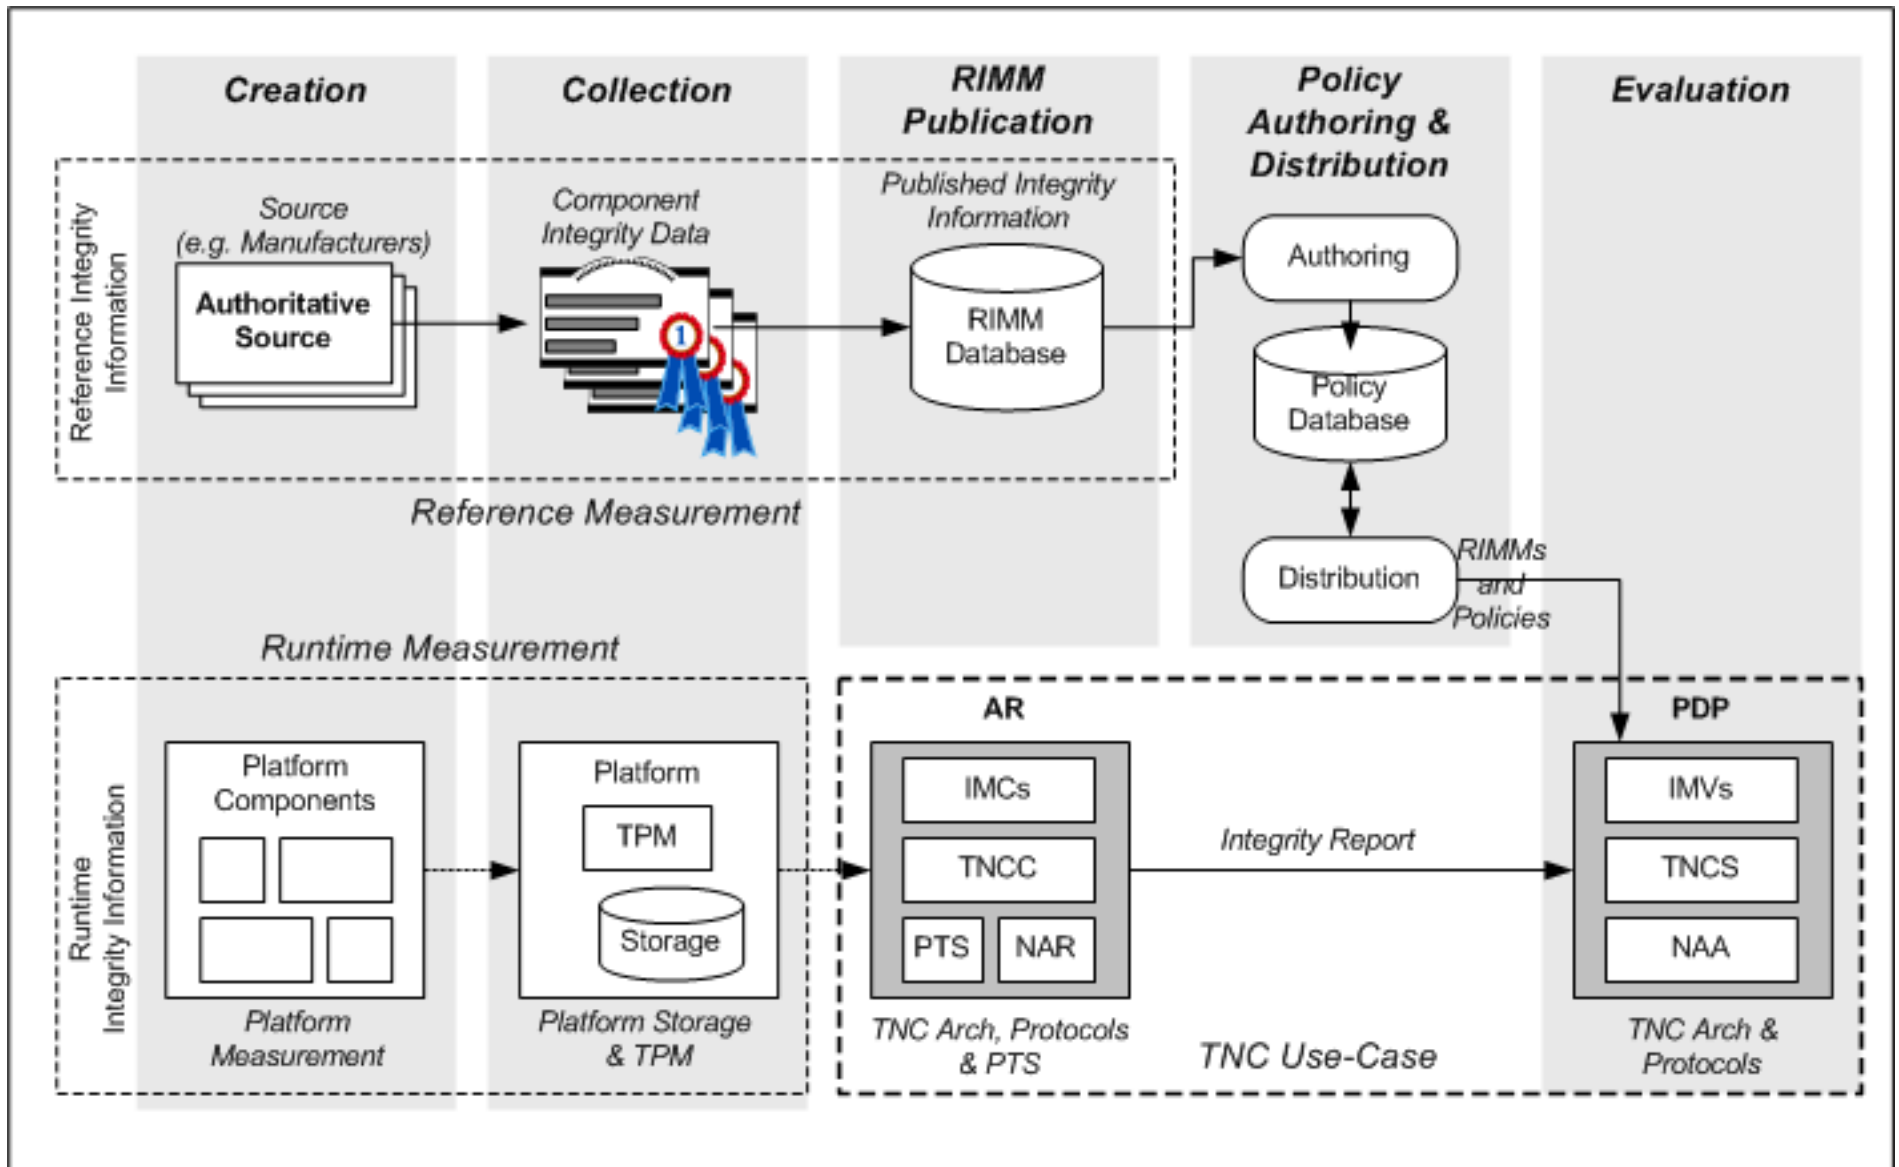 Creation
Collection
RIMM
Publication
Policy
Authoring &
Distribution
Evaluation
Reference Integrity
Information
Source
(e.g. Manufacturers)
Authoritative
Source
Component
Integrity Data
1
Published Integrity
Information
RIMM
Database
Authoring
Policy
Database
Distribution
RIMMs
and
Policies
Reference Measurement
Runtime Measurement
Runtime
Integrity Information
Platform
Components
Platform
Measurement
Platform
TPM
Storage
Platform Storage
& TPM
AR
IMCs
TNCC
PTS
NAR
TNC Arch, Protocols
& PTS
Integrity Report
TNC Use-Case
PDP
IMVs
TNCS
NAA
TNC Arch &
Protocols